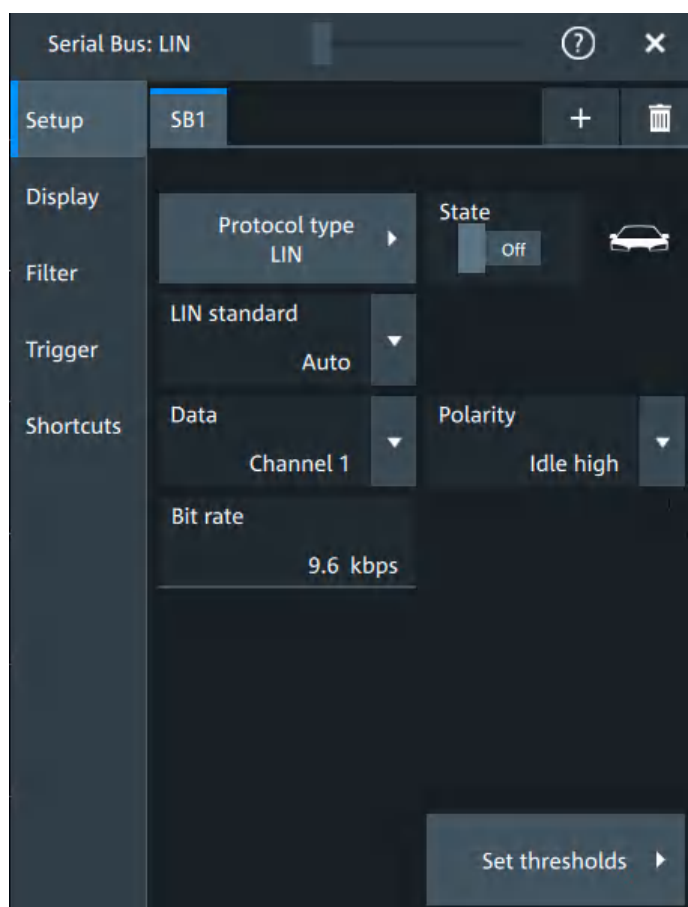 Serial Bus: LIN
?
Setup
SB1
+
Display
Protocol type
LIN
State
Off
Filter
LIN standard
Auto
Trigger
Data
Channel 1
Polarity
Idle high
Shortcuts
Bit rate
9.6 kbps
Set thresholds